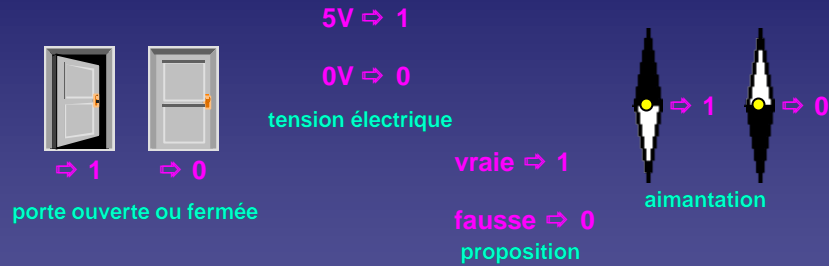 5V ⇨ 1
0V ⇨ 0
tension électrique
⇨ 1
⇨ 0
porte ouverte ou fermée
vraie ⇨ 1
fausse ⇨ 0
proposition
⇨ 1
⇨ 0
aimantation